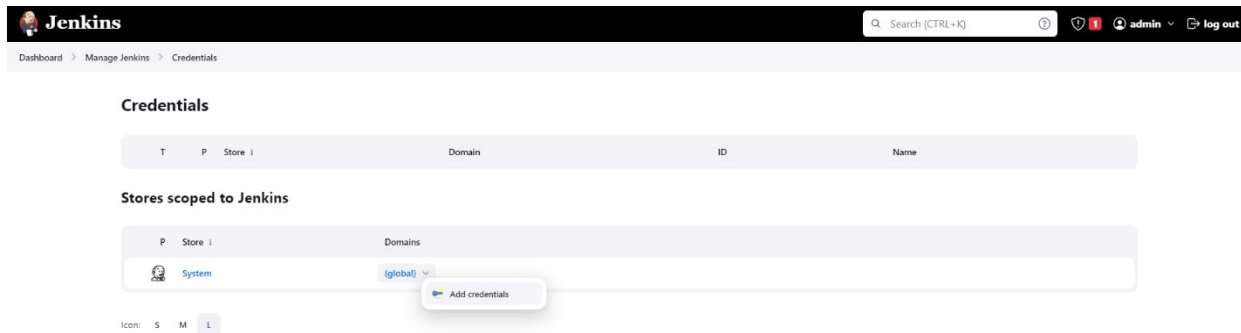 Jenkins
Search (CTRL+K) 1 admin log out
Dashboard > Manage Jenkins > Credentials
Credentials
T P Store ↓ Domain ID Name
Stores scoped to Jenkins
P Store ↓ Domains
System (global)
Add credentials
Icon: S M L